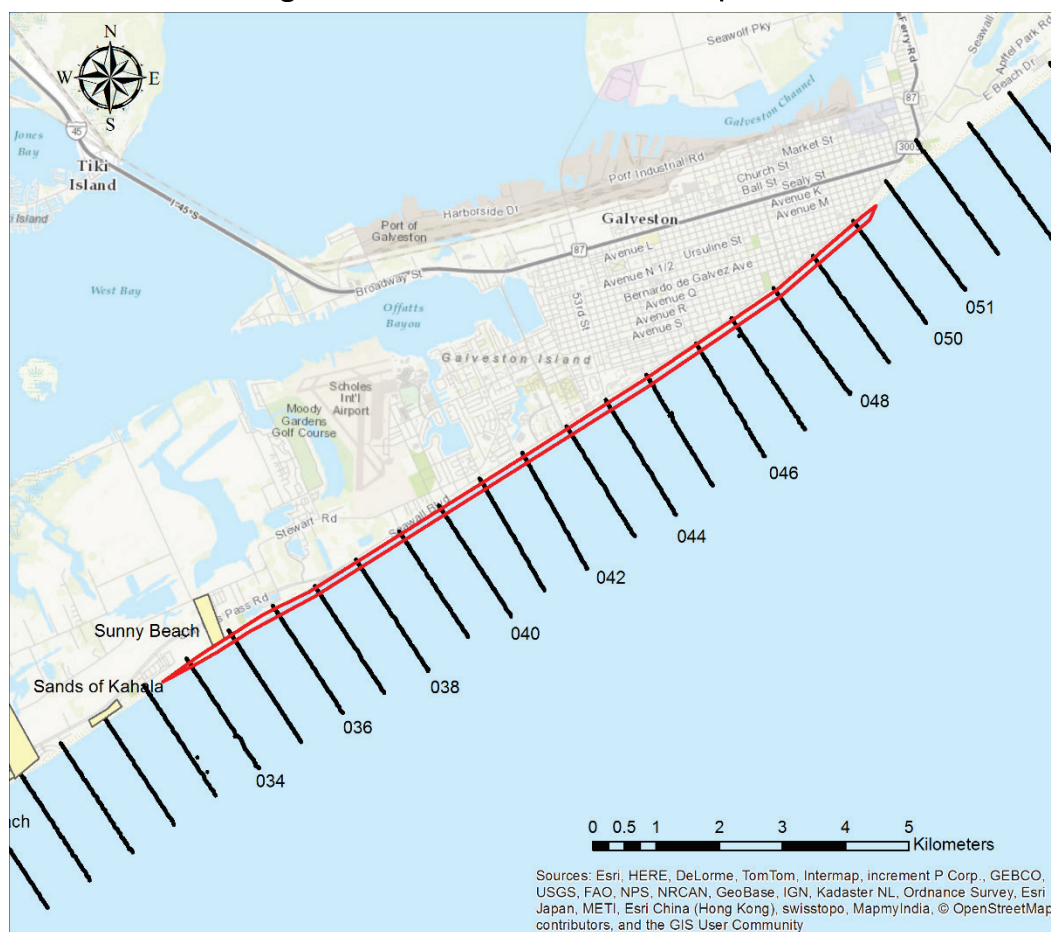 N
W
E
S
Seawolf Pky
Ferry-Rd
Seawall
Apffel Park Rd
E Beach Dr
87
Galveston Channel
45
Jones
Bay
Tiki
Island
I-45-S
Market St
3005
Church St
Ball St
Sealy St
Avenue K
Avenue M
Port Industrial Rd
Harborside Dr
Port of
Galveston
Galveston
87
Broadway St
Avenue L
Ursuline St
Avenue N 1/2
Bernardo de Galvez Ave
Avenue Q
Avenue R
Avenue S
53rd St
West Bay
Offatts
Bayou
Galveston Island
Scholes
Int'l
Airport
Moody
Gardens
Golf Course
Stewart Rd
Seawall Blvd
Pass Rd
051
050
048
046
044
042
040
038
036
034
Sunny Beach
Sands of Kahala
0 0.5 1 2 3 4 5
Kilometers
Sources: Esri, HERE, DeLorme, TomTom, Intermap, increment P Corp., GEBCO,
USGS, FAO, NPS, NRCAN, GeoBase, IGN, Kadaster NL, Ordnance Survey, Esri
Japan, METI, Esri China (Hong Kong), swisstopo, MapmyIndia, © OpenStreetMap
contributors, and the GIS User Community